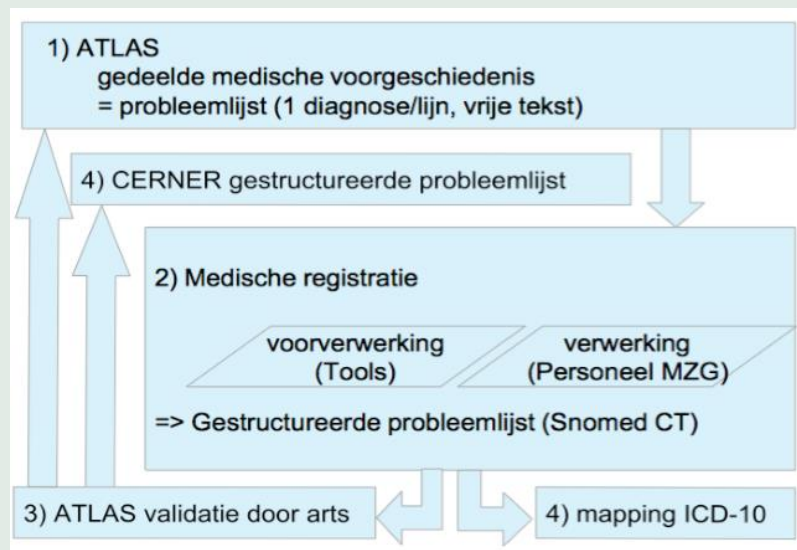 1) ATLAS
gedeelde medische voorgeschiedenis
= probleemlijst (1 diagnose/lijn, vrije tekst)
4) CERNER gestructureerde probleemlijst
2) Medische registratie
voorverwerking
(Tools)
verwerking
(Personeel MZG)
=> Gestructureerde probleemlijst (Snomed CT)
3) ATLAS validatie door arts
4) mapping ICD-10